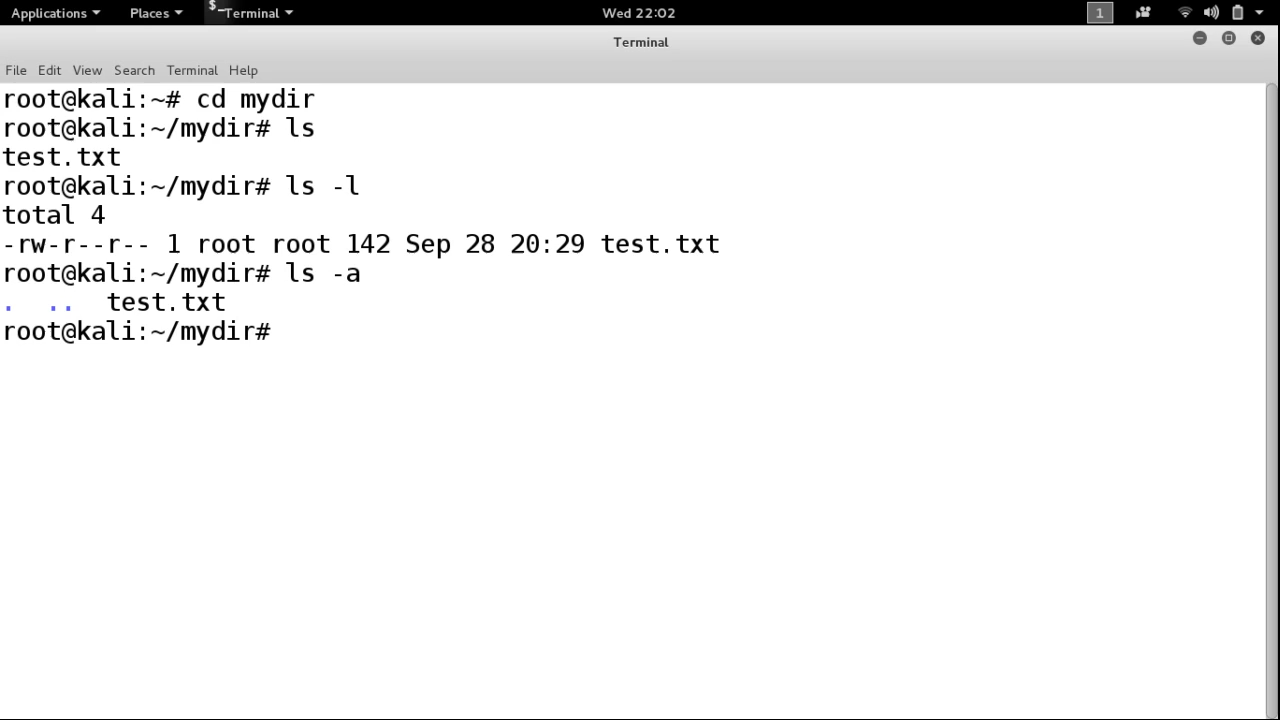 Applications Places $_ Terminal Wed 22:02 1
Terminal
File Edit View Search Terminal Help
root@kali:~# cd mydir
root@kali:~/mydir# ls
test.txt
root@kali:~/mydir# ls -l
total 4
-rw-r--r-- 1 root root 142 Sep 28 20:29 test.txt
root@kali:~/mydir# ls -a
.  ..  test.txt
root@kali:~/mydir#